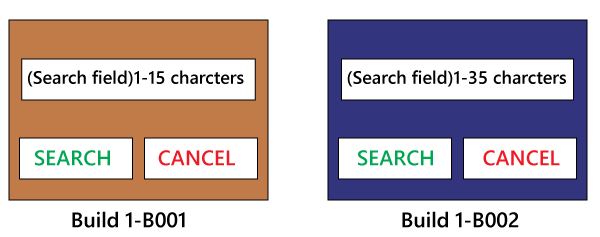 (Search field)1-15 charcters
SEARCH
CANCEL
Build 1-B001
(Search field)1-35 charcters
SEARCH
CANCEL
Build 1-B002